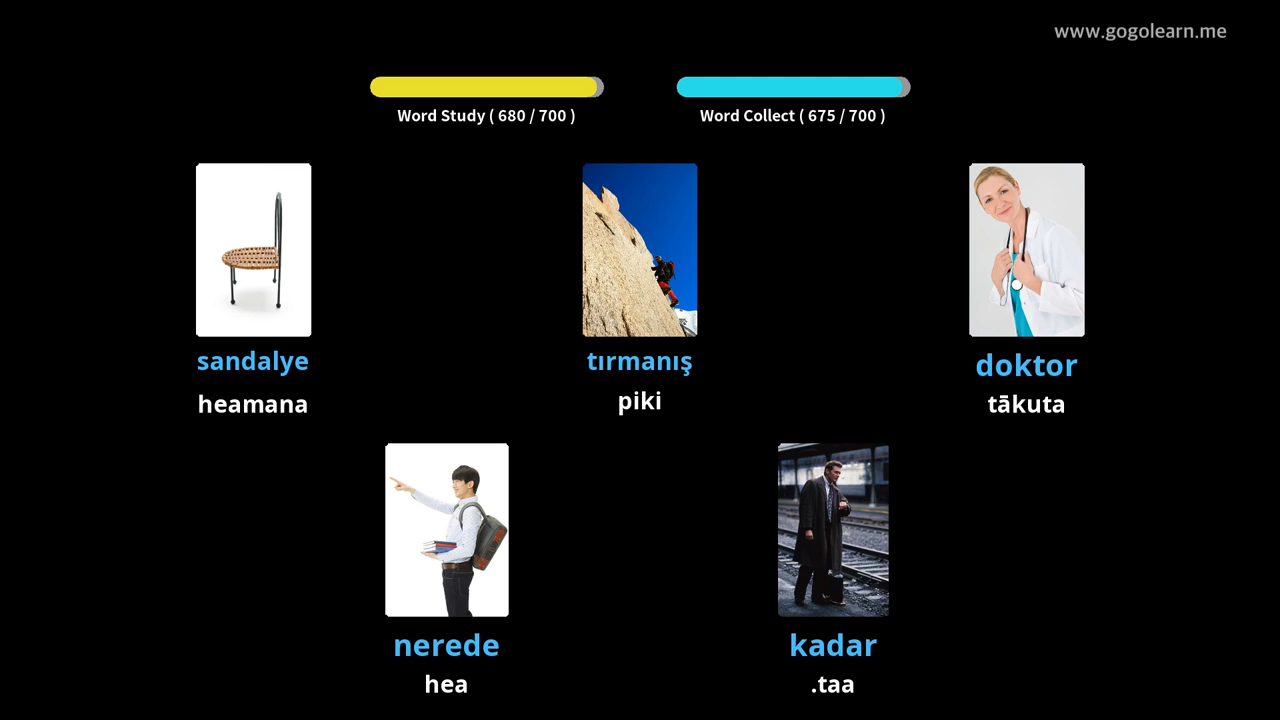 www.gogolearn.me
Word Study ( 680 / 700 )
Word Collect ( 675 / 700 )
sandalye
heamana
tırmanış
piki
doktor
tākuta
nerede
hea
kadar
.taa